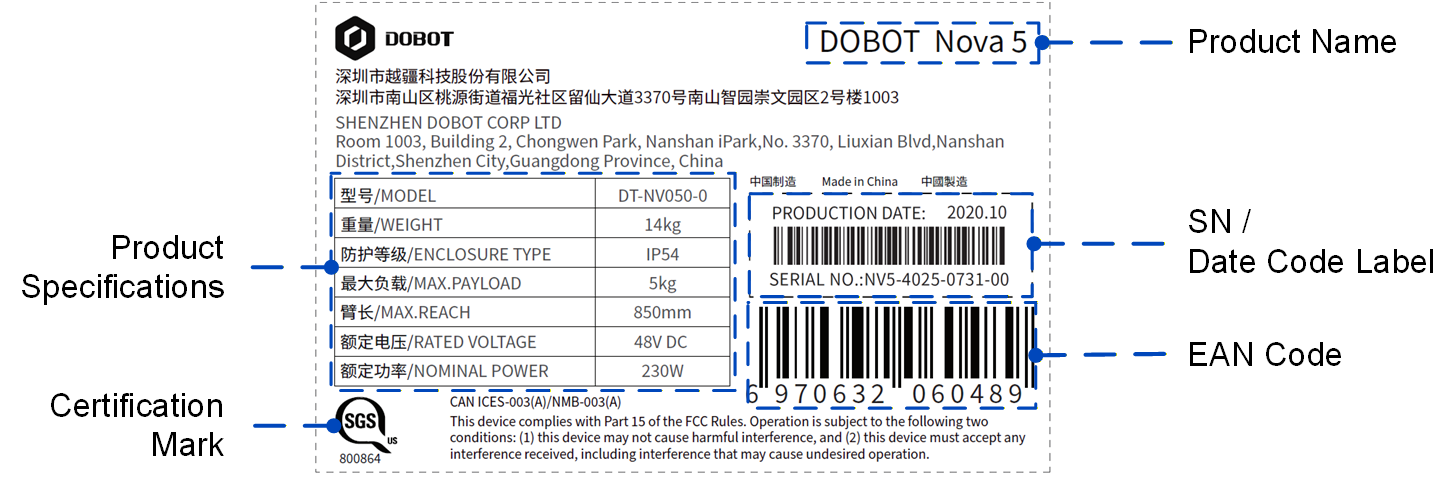 DOBOT
DOBOT Nova 5
Product Name
深圳市越疆科技股份有限公司
深圳市南山区桃源街道福光社区留仙大道3370号南山智园崇文园区2号楼1003
SHENZHEN DOBOT CORP LTD
Room 1003, Building 2, Chongwen Park, Nanshan iPark,No. 3370, Liuxian Blvd,Nanshan
District,Shenzhen City,Guangdong Province, China
Product
Specifications
型号/MODEL DT-NV050-0
重量/WEIGHT 14kg
防护等级/ENCLOSURE TYPE IP54
最大负载/MAX.PAYLOAD 5kg
臂长/MAX.REACH 850mm
额定电压/RATED VOLTAGE 48V DC
额定功率/NOMINAL POWER 230W
中国制造 Made in China 中國製造
PRODUCTION DATE: 2020.10
SERIAL NO.:NV5-4025-0731-00
SN /
Date Code Label
6 970632 060489
EAN Code
Certification
Mark
SGS
US
800864
CAN ICES-003(A)/NMB-003(A)
This device complies with Part 15 of the FCC Rules. Operation is subject to the following two
conditions: (1) this device may not cause harmful interference, and (2) this device must accept any
interference received, including interference that may cause undesired operation.